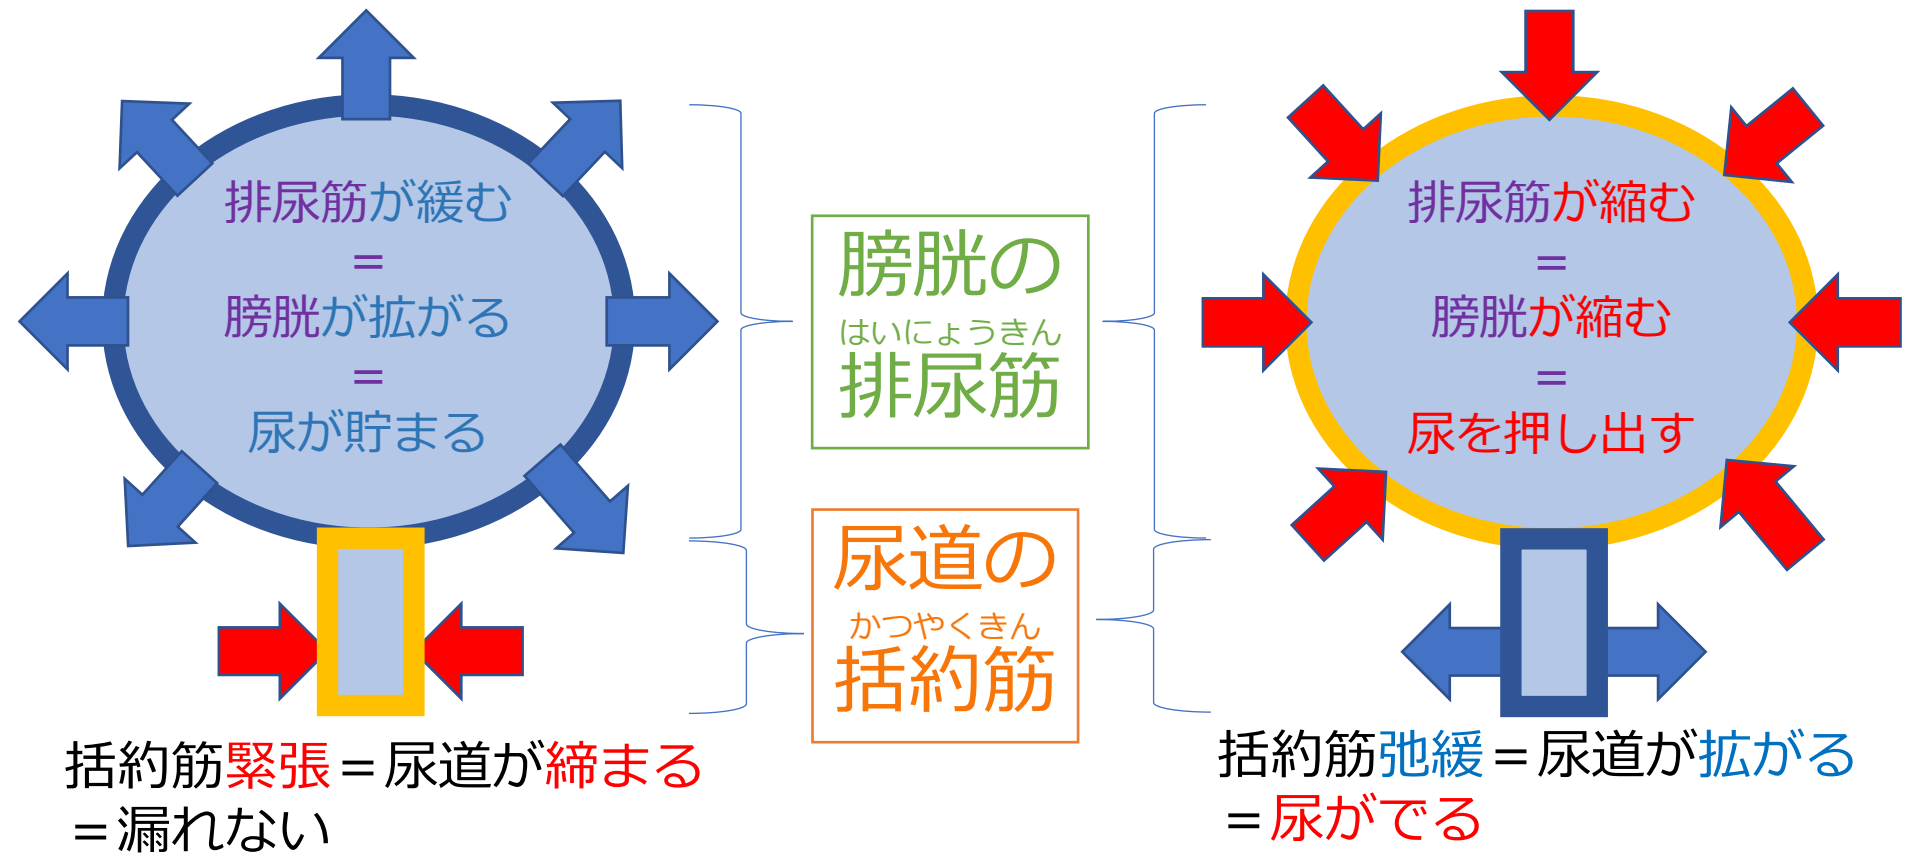 排尿筋が緩む
=
膀胱が拡がる
=
尿が貯まる
括約筋緊張=尿道が締まる
=漏れない
膀胱の
はいにょうきん
排尿筋
尿道の
かつやくきん
括約筋
排尿筋が縮む
=
膀胱が縮む
=
尿を押し出す
括約筋弛緩=尿道が拡がる
=尿がでる